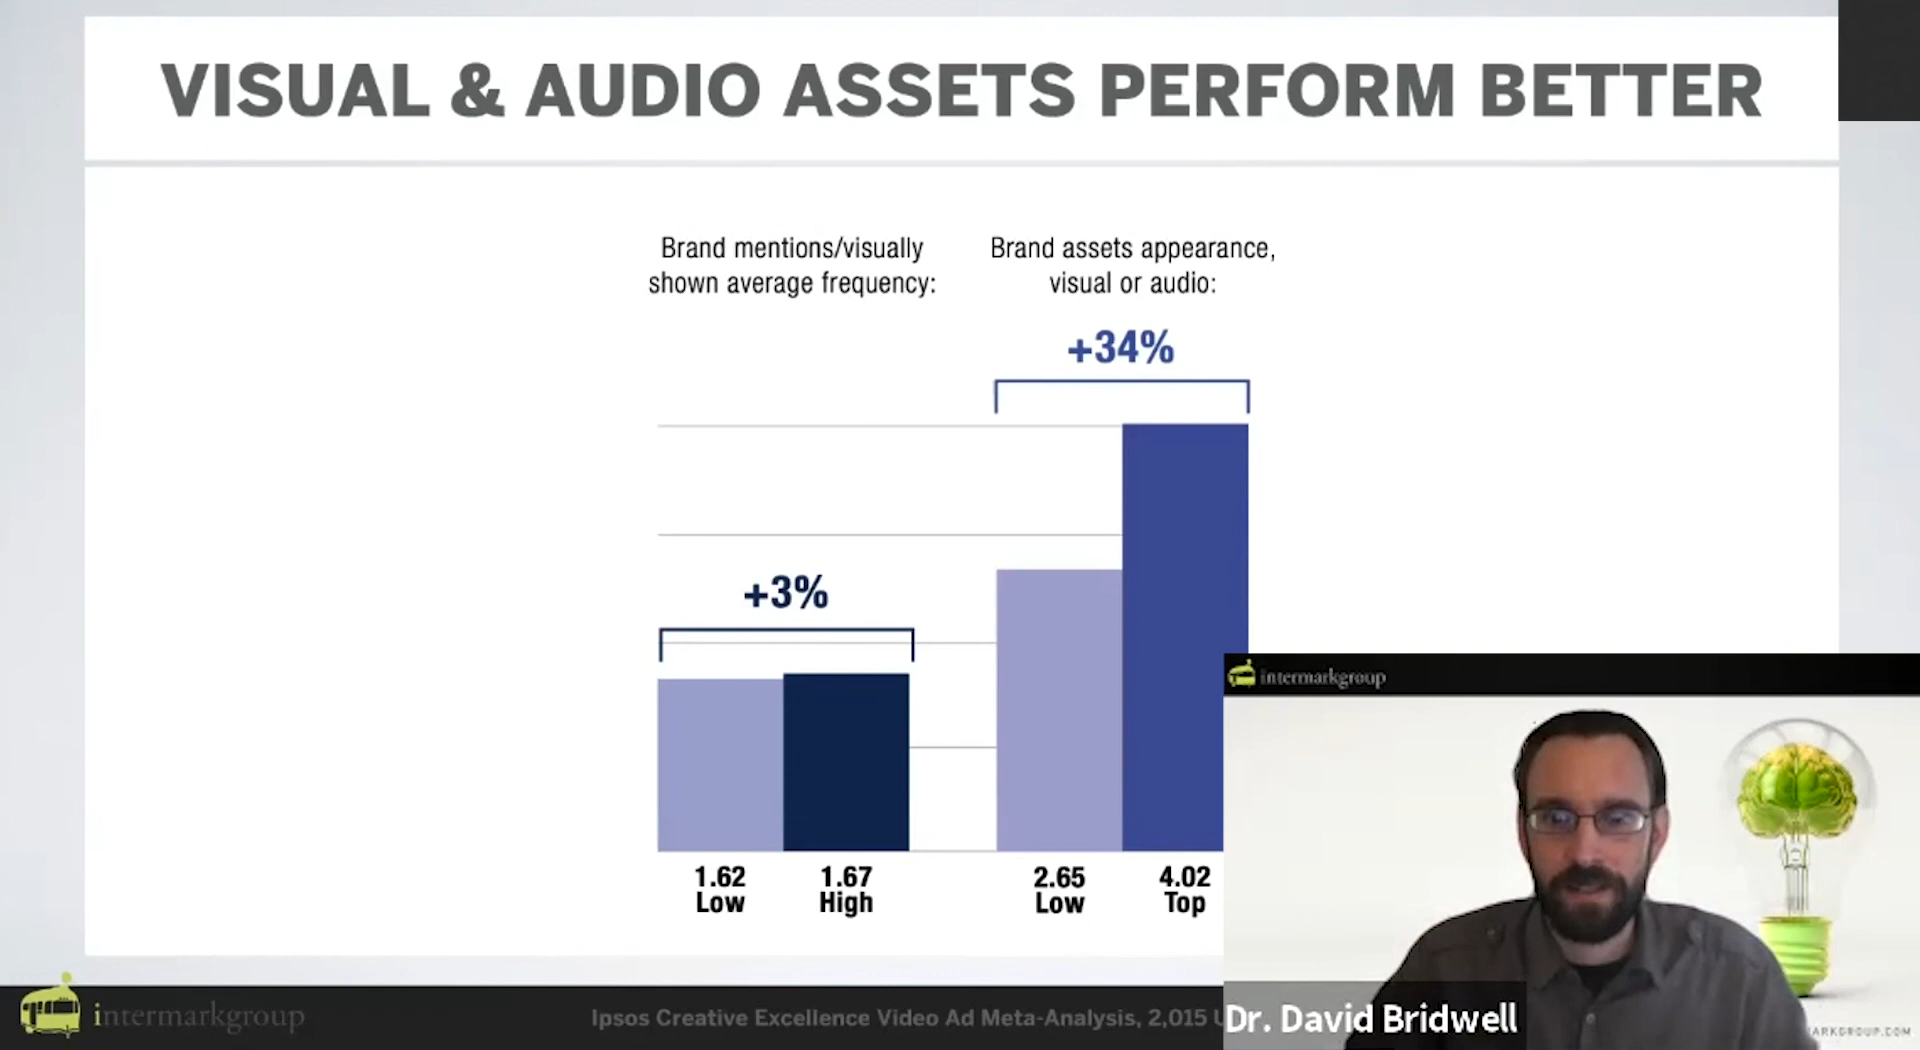 VISUAL & AUDIO ASSETS PERFORM BETTER
Brand mentions/visually
shown average frequency:
Brand assets appearance,
visual or audio:
+34%
+3%
1.62
Low
1.67
High
2.65
Low
4.02
Top
intermarkgroup
intermarkgroup
Ipsos Creative Excellence Video Ad Meta-Analysis, 2,015
Dr. David Bridwell
ARKGROUP.COM